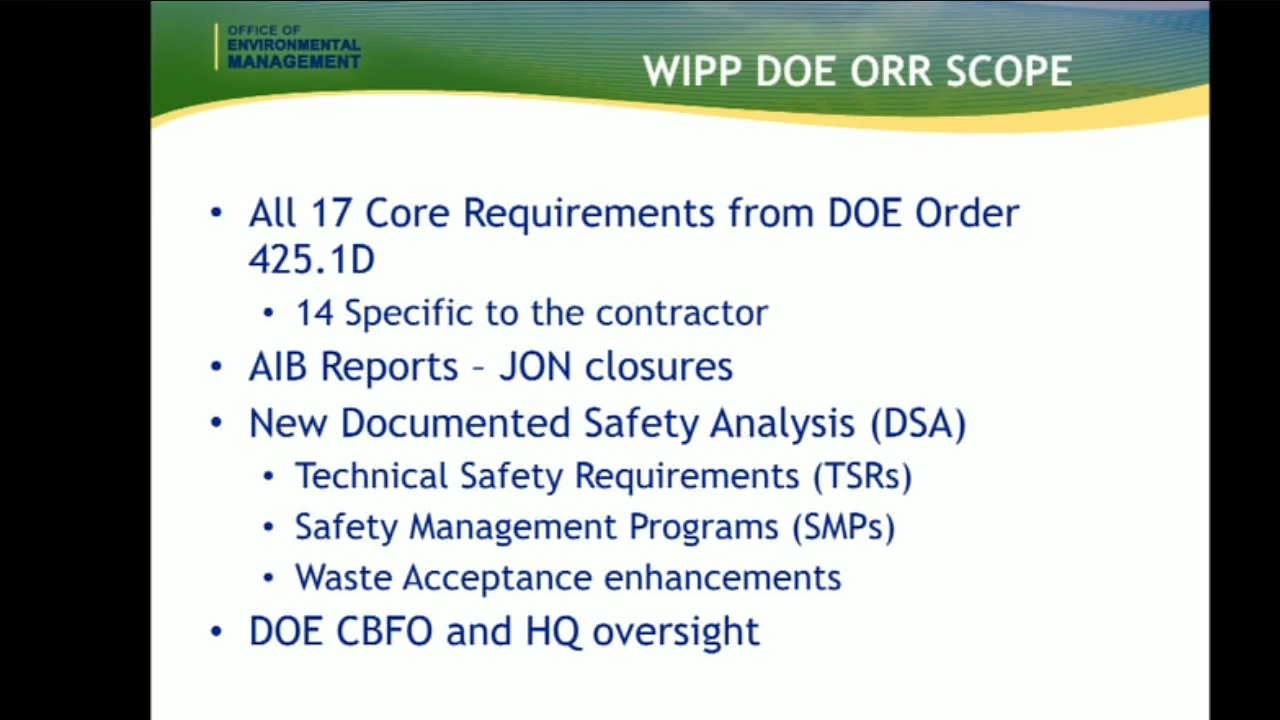 OFFICE OF
ENVIRONMENTAL
MANAGEMENT
WIPP DOE ORR SCOPE
• All 17 Core Requirements from DOE Order
425.1D
• 14 Specific to the contractor
• AIB Reports – JON closures
• New Documented Safety Analysis (DSA)
• Technical Safety Requirements (TSRs)
• Safety Management Programs (SMPs)
• Waste Acceptance enhancements
• DOE CBFO and HQ oversight